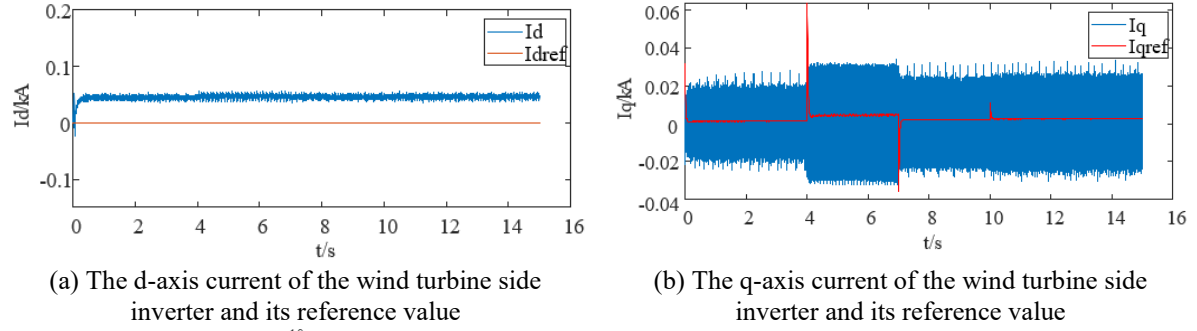 0.2
0.1
0
-0.1
Id/kA
Id
Idref
0 2 4 6 8 10 12 14 16
t/s
(a) The d-axis current of the wind turbine side
inverter and its reference value
0.06
0.04
0.02
0
-0.02
-0.04
Iq/kA
Iq
Iqref
0 2 4 6 8 10 12 14 16
t/s
(b) The q-axis current of the wind turbine side
inverter and its reference value